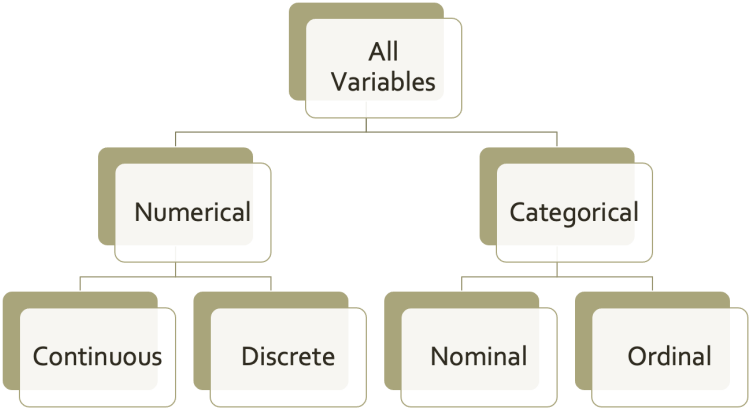 All
Variables
Numerical
Categorical
Continuous
Discrete
Nominal
Ordinal